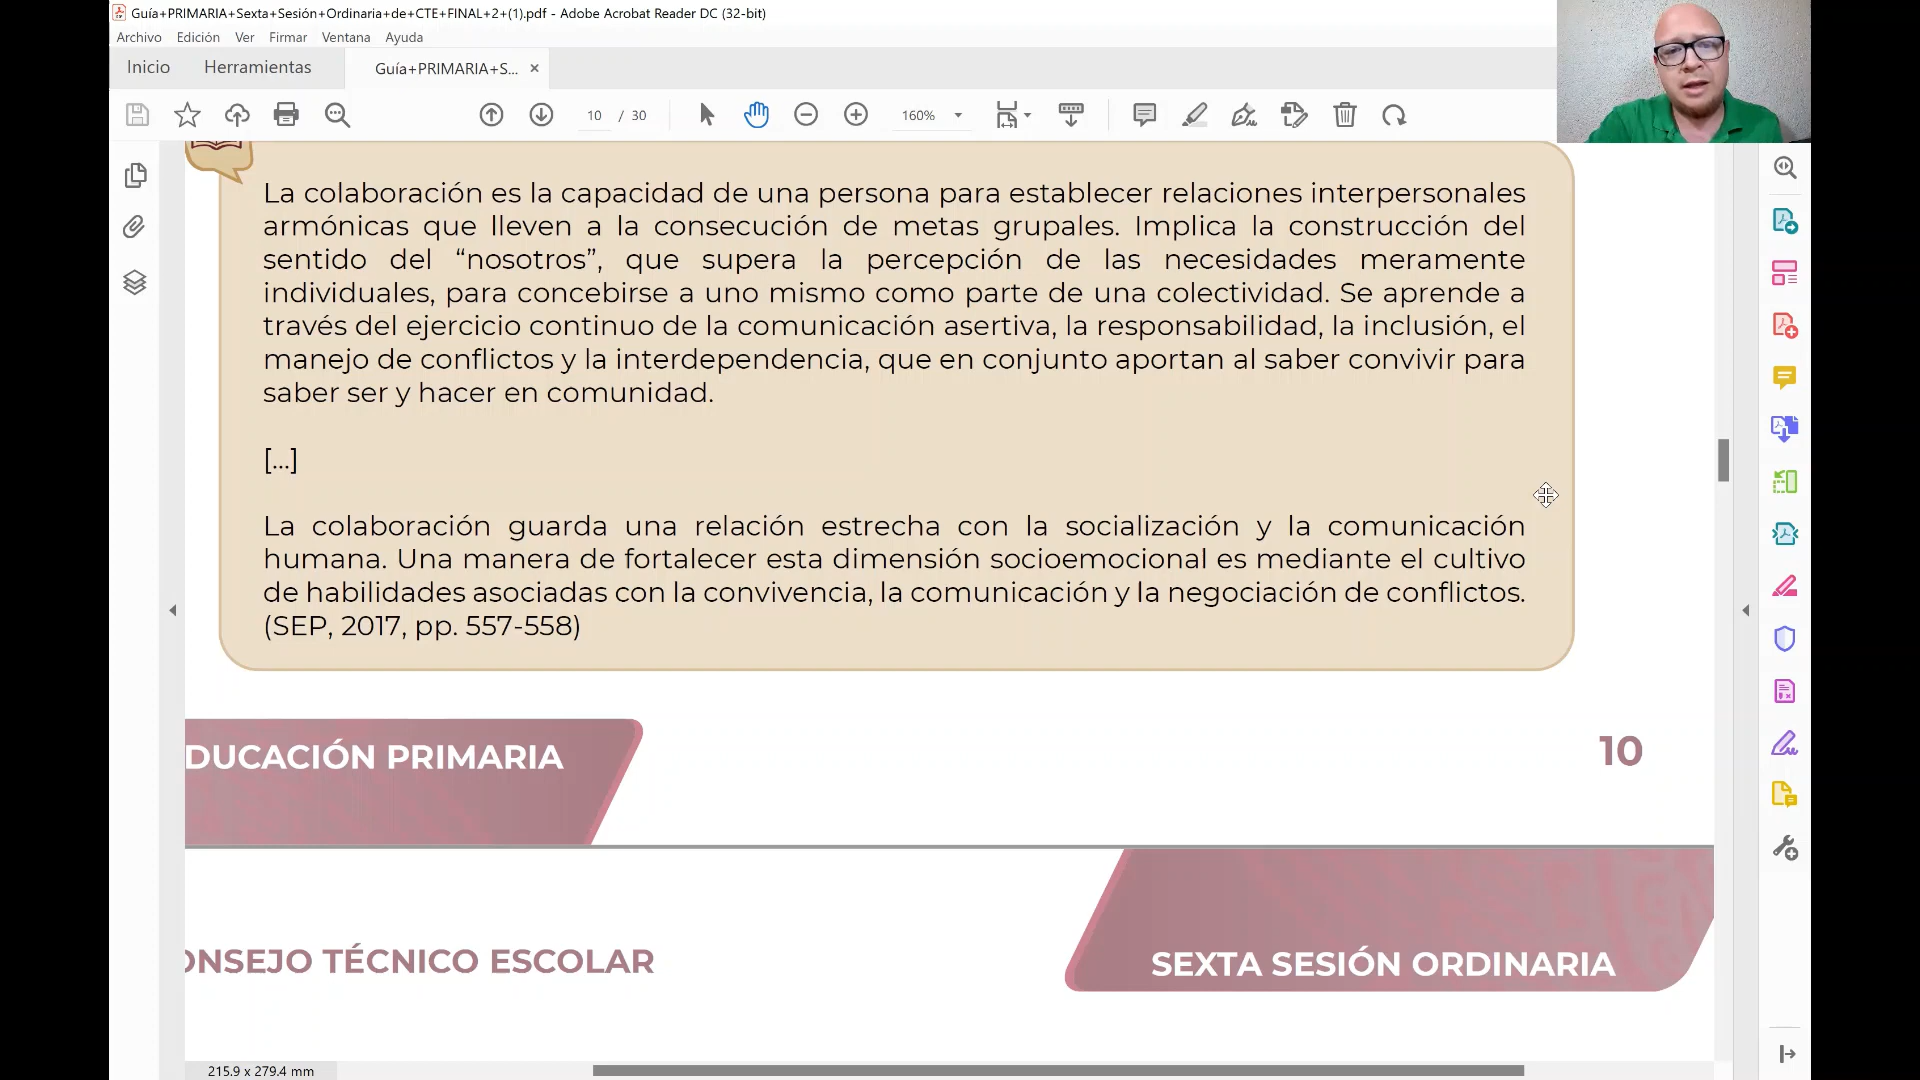 Guía+PRIMARIA+Sexta+Sesión+Ordinaria+de+CTE+FINAL+2+(1).pdf - Adobe Acrobat Reader DC (32-bit)
Archivo Edición Ver Firmar Ventana Ayuda
Inicio Herramientas Guía+PRIMARIA+S... ×
10 / 30 160%
La colaboración es la capacidad de una persona para establecer relaciones interpersonales
armónicas que lleven a la consecución de metas grupales. Implica la construcción del
sentido del “nosotros”, que supera la percepción de las necesidades meramente
individuales, para concebirse a uno mismo como parte de una colectividad. Se aprende a
través del ejercicio continuo de la comunicación asertiva, la responsabilidad, la inclusión, el
manejo de conflictos y la interdependencia, que en conjunto aportan al saber convivir para
saber ser y hacer en comunidad.
[...]
La colaboración guarda una relación estrecha con la socialización y la comunicación
humana. Una manera de fortalecer esta dimensión socioemocional es mediante el cultivo
de habilidades asociadas con la convivencia, la comunicación y la negociación de conflictos.
(SEP, 2017, pp. 557-558)
DUCACIÓN PRIMARIA
10
ONSEJO TÉCNICO ESCOLAR
SEXTA SESIÓN ORDINARIA
215.9 x 279.4 mm